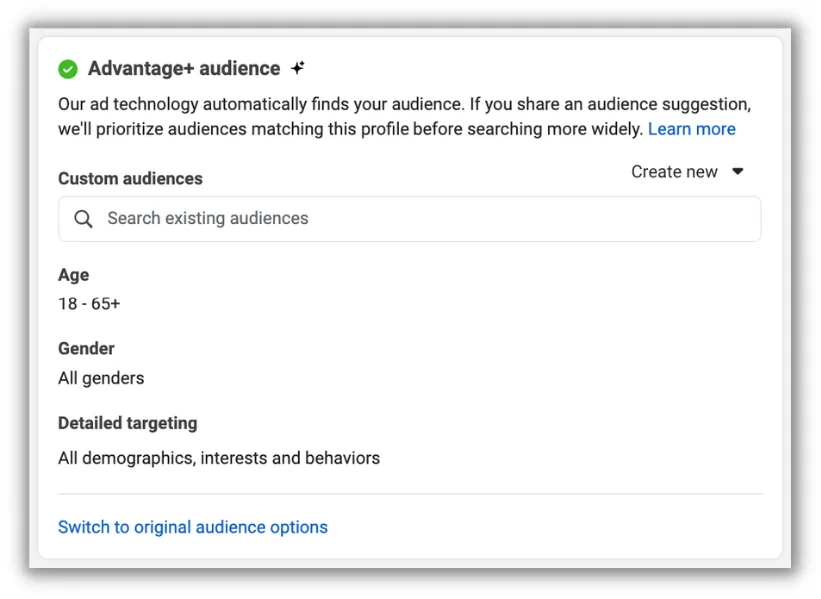 Advantage+ audience
Our ad technology automatically finds your audience. If you share an audience suggestion,
we'll prioritize audiences matching this profile before searching more widely. Learn more
Custom audiences
Create new
Search existing audiences
Age
18 - 65+
Gender
All genders
Detailed targeting
All demographics, interests and behaviors
Switch to original audience options